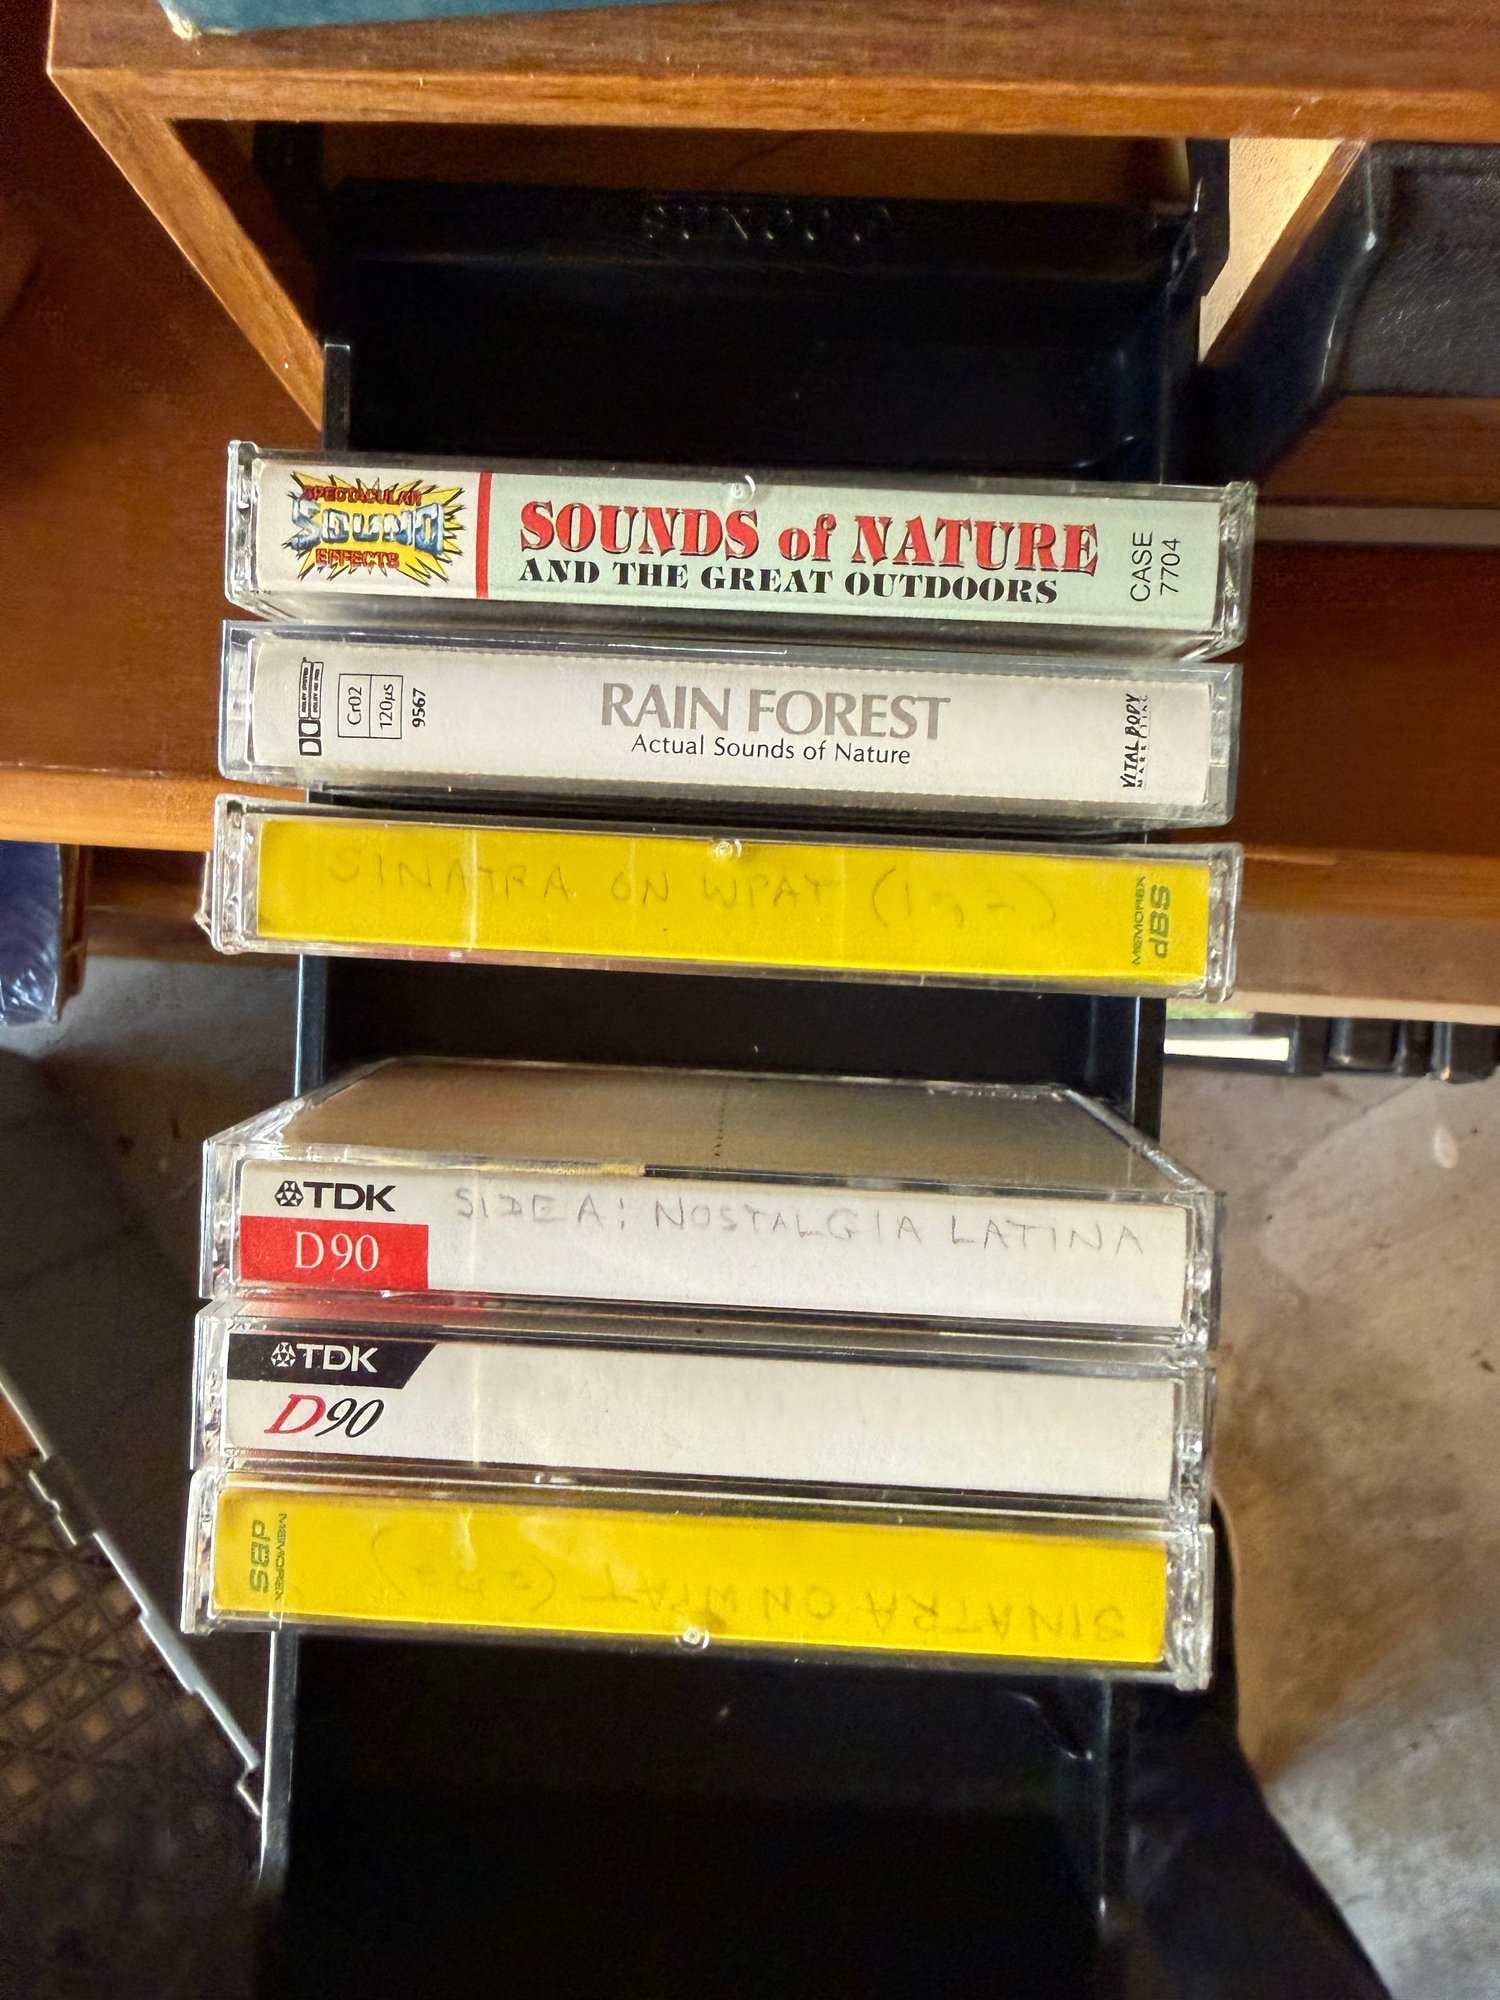 SPECTACULAR
SOUND
EFFECTS
SOUNDS of NATURE
AND THE GREAT OUTDOORS
CASE
7704
Cr02
120µs
9567
RAIN FOREST
Actual Sounds of Nature
VITAL BODY
MARKETING
SINATRA ON WPAT
MEMOREX
dBS
TDK
D90
SIDE A: NOSTALGIA LATINA
TDK
D90
MEMOREX
dBS
SINATRA ON WPAT